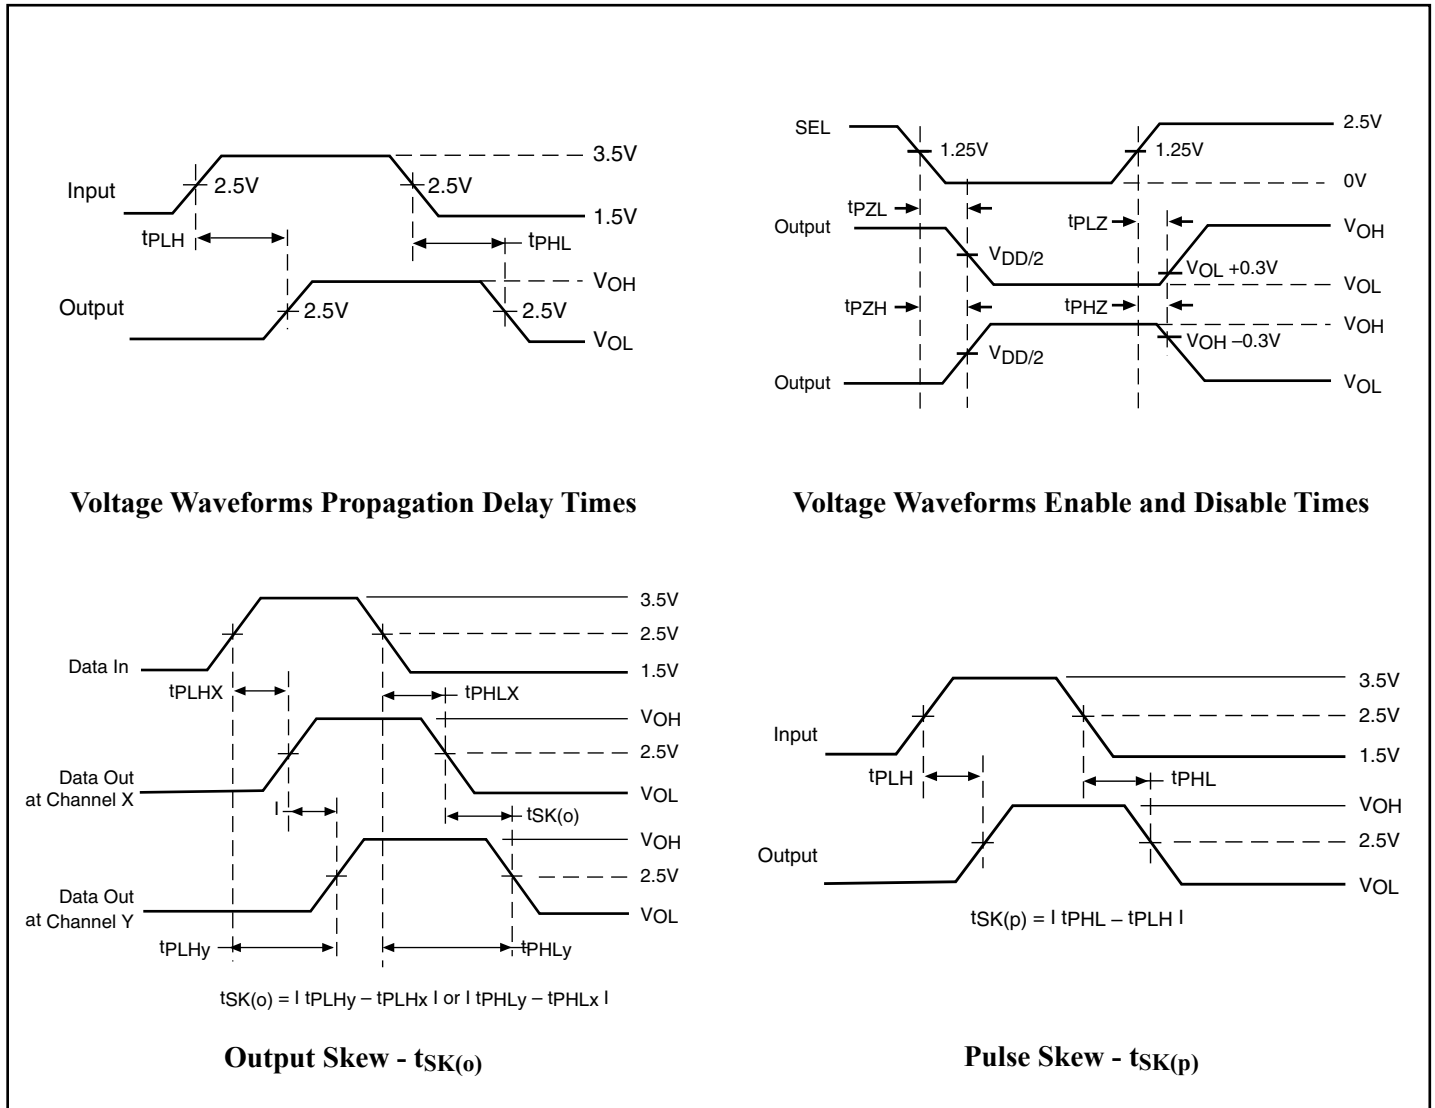 Input
2.5V
2.5V
3.5V
1.5V
tPLH
tPHL
Output
2.5V
2.5V
VOH
VOL
Voltage Waveforms Propagation Delay Times
SEL
1.25V
1.25V
2.5V
0V
tPZL
tPLZ
Output
VDD/2
VOL +0.3V
VOH
VOL
tPZH
tPHZ
Output
VDD/2
VOH –0.3V
VOH
VOL
Voltage Waveforms Enable and Disable Times
Data In
3.5V
2.5V
1.5V
tPLHX
tPHLX
Data Out
at Channel X
VOH
2.5V
VOL
I
tSK(o)
Data Out
at Channel Y
VOH
2.5V
VOL
tPLHy
tPHLy
tSK(o) = I tPLHy – tPLHx I or I tPHLy – tPHLx I
Output Skew - tSK(o)
Input
3.5V
2.5V
1.5V
tPLH
tPHL
Output
VOH
2.5V
VOL
tSK(p) = I tPHL – tPLH I
Pulse Skew - tSK(p)